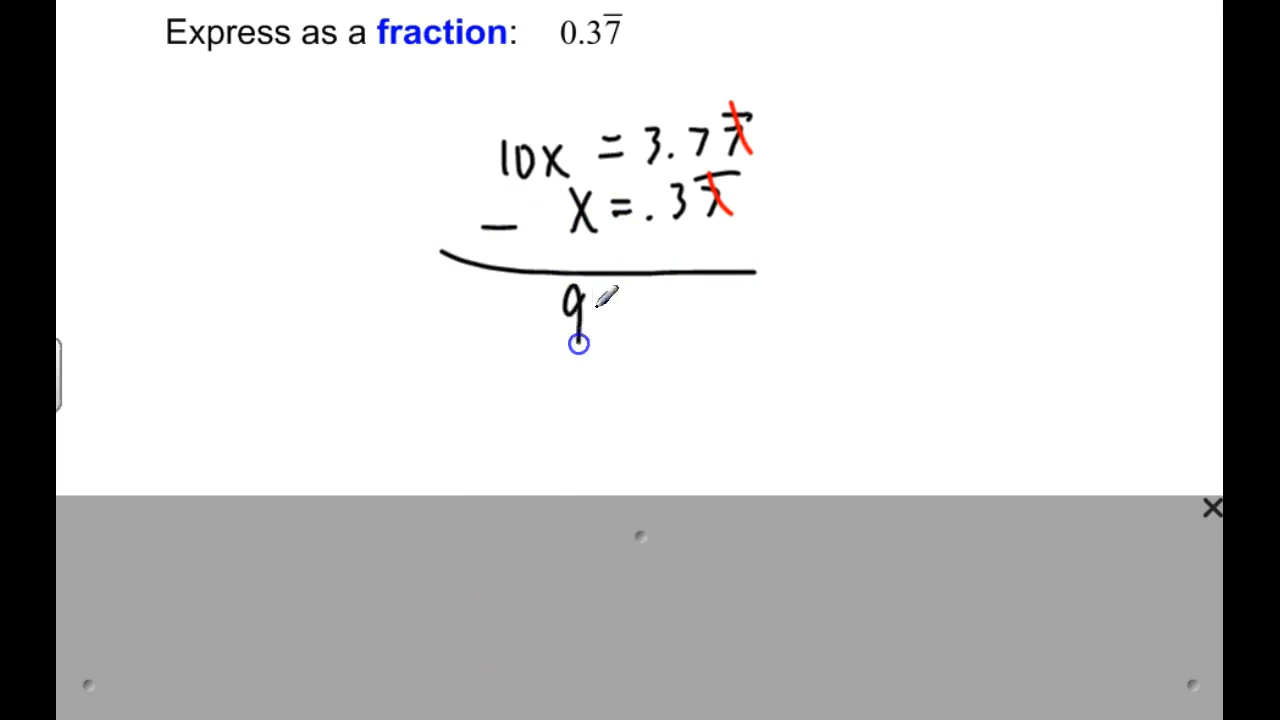 Express as a fraction: 0.37̅
10x = 3.77̅
− x = .37̅
9